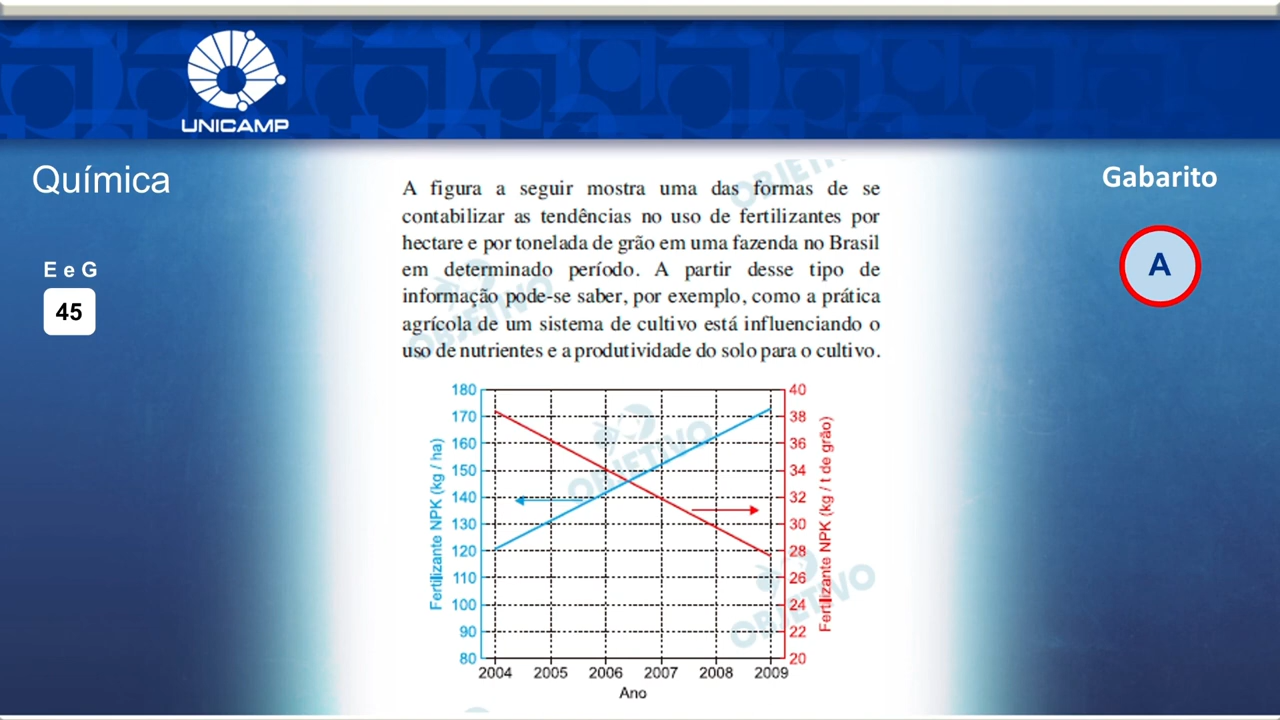 UNICAMP
Química
E e G
45
Gabarito
A
A figura a seguir mostra uma das formas de se
contabilizar as tendências no uso de fertilizantes por
hectare e por tonelada de grão em uma fazenda no Brasil
em determinado período. A partir desse tipo de
informação pode-se saber, por exemplo, como a prática
agrícola de um sistema de cultivo está influenciando o
uso de nutrientes e a produtividade do solo para o cultivo.
Fertilizante NPK (kg / ha)
180
170
160
150
140
130
120
110
100
90
80
40
38
36
34
32
30
28
26
24
22
20
Fertilizante NPK (kg / t de grão)
2004 2005 2006 2007 2008 2009
Ano
OBJETIVO
OBJETIVO
OBJETIVO
OBJETIVO